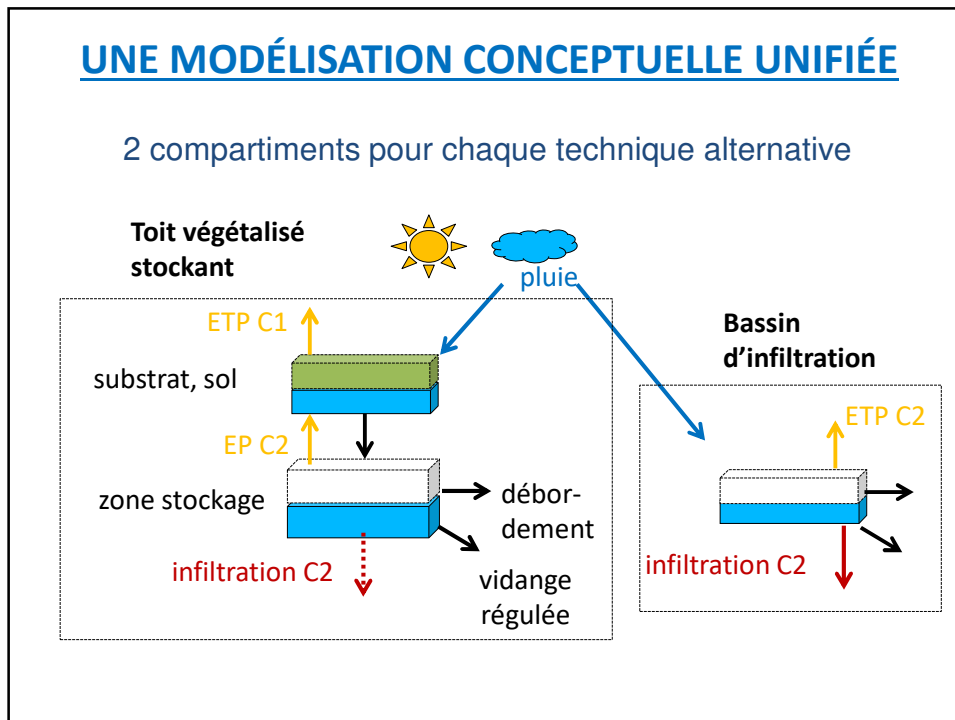 UNE MODÉLISATION CONCEPTUELLE UNIFIÉE
2 compartiments pour chaque technique alternative
Toit végétalisé
stockant
pluie
ETP C1
substrat, sol
EP C2
zone stockage
débor-
dement
infiltration C2
vidange
régulée
Bassin
d’infiltration
ETP C2
infiltration C2